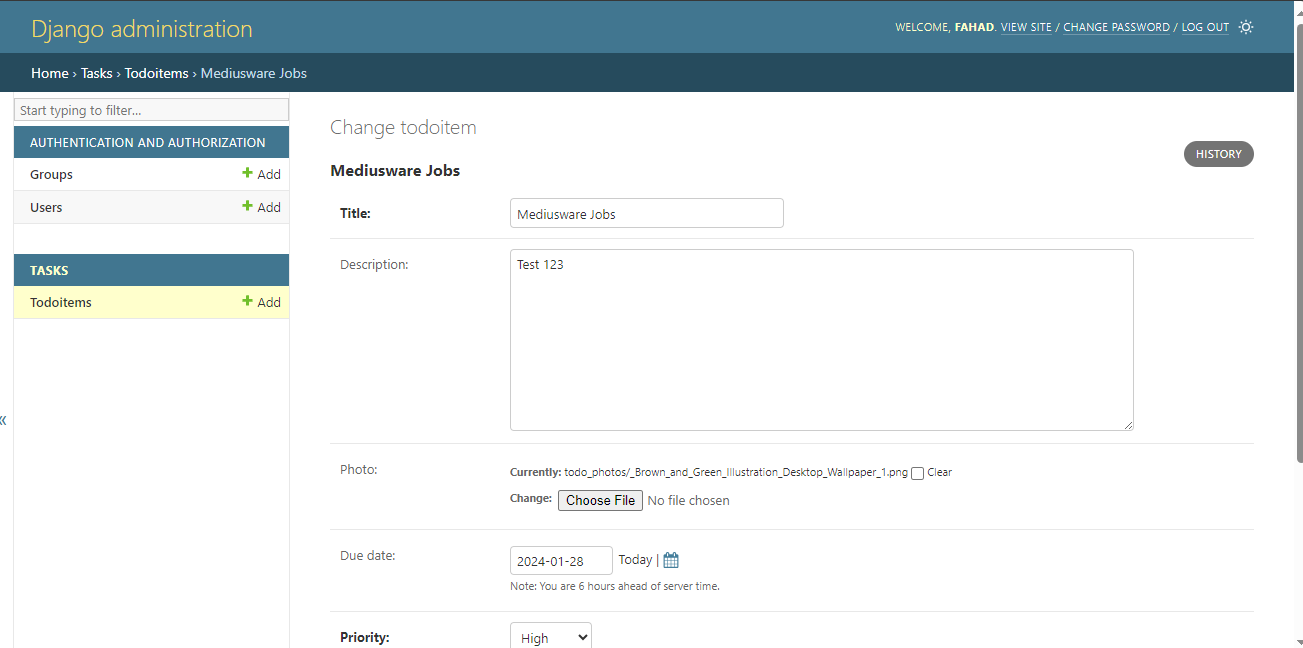 Django administration
WELCOME, FAHAD. VIEW SITE / CHANGE PASSWORD / LOG OUT
Home › Tasks › Todoitems › Mediusware Jobs
Start typing to filter...
AUTHENTICATION AND AUTHORIZATION
Groups + Add
Users + Add
TASKS
Todoitems + Add
«
Change todoitem
HISTORY
Mediusware Jobs
Title: Mediusware Jobs
Description: Test 123
Photo: Currently: todo_photos/_Brown_and_Green_Illustration_Desktop_Wallpaper_1.png Clear
Change: Choose File No file chosen
Due date: 2024-01-28 Today |
Note: You are 6 hours ahead of server time.
Priority: High